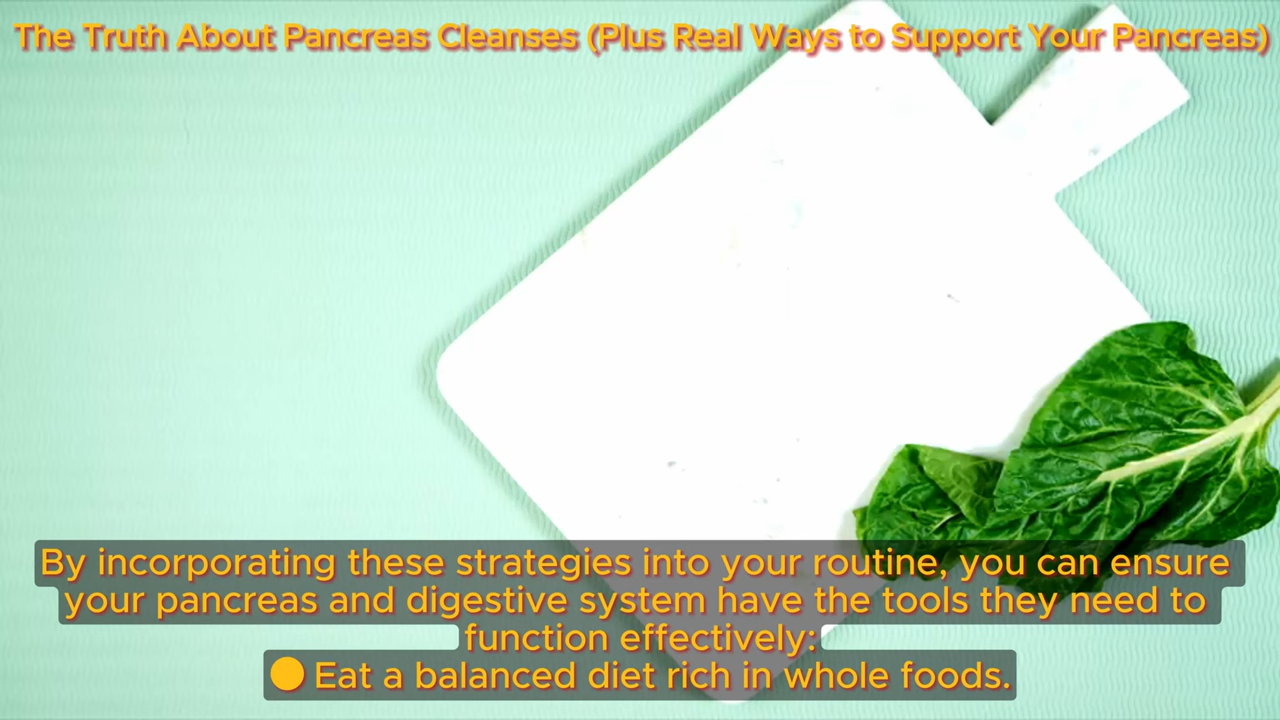 The Truth About Pancreas Cleanses (Plus Real Ways to Support Your Pancreas)
By incorporating these strategies into your routine, you can ensure
your pancreas and digestive system have the tools they need to
function effectively:
Eat a balanced diet rich in whole foods.